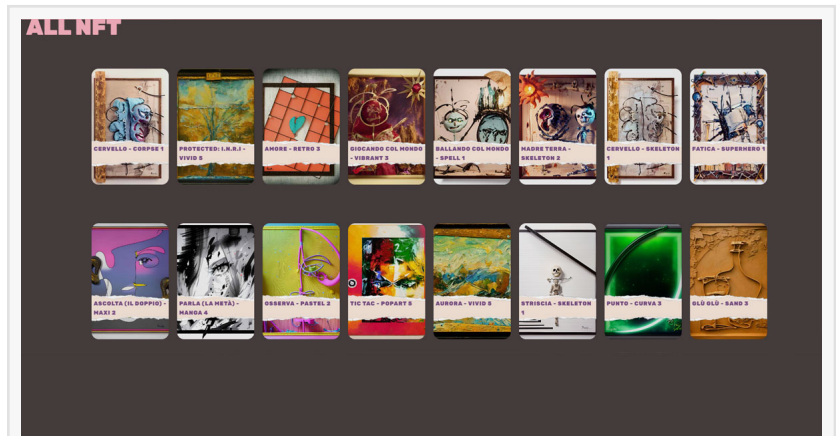 ALL NFT
CERVELLO - CORPSE 1
PROTECTED: I.N.R.I -
VIVID 5
AMORE - RETRO 3
GIOCANDO COL MONDO
- VIBRANT 3
BALLANDO COL MONDO
- SPELL 1
MADRE TERRA -
SKELETON 2
CERVELLO - SKELETON
1
FATICA - SUPERHERO 1
ASCOLTA (IL DOPPIO) -
MAXI 2
PARLA (LA METÀ) -
MANGA 4
OSSERVA - PASTEL 2
TIC TAC - POPART 5
AURORA - VIVID 8
STRISCIA - SKELETON
1
PUNTO - CURVA 3
GLÙ GLÙ - SAND 3